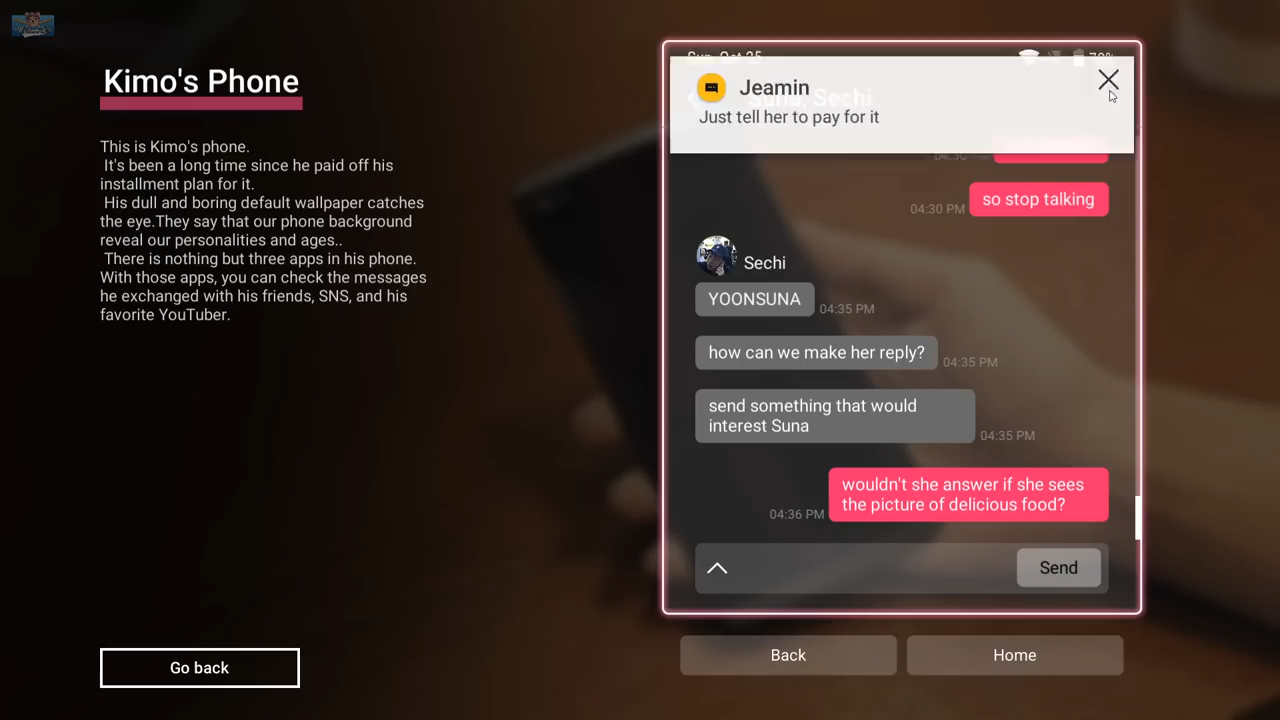 Kimo's Phone
This is Kimo's phone.
It's been a long time since he paid off his
installment plan for it.
His dull and boring default wallpaper catches
the eye.They say that our phone background
reveal our personalities and ages..
There is nothing but three apps in his phone.
With those apps, you can check the messages
he exchanged with his friends, SNS, and his
favorite YouTuber.
Go back
Sun, Oct 25
Suna, Sechi
Jeamin
Just tell her to pay for it
so stop talking
04:30 PM
Sechi
YOONSUNA
04:35 PM
how can we make her reply?
04:35 PM
send something that would
interest Suna
04:35 PM
wouldn't she answer if she sees
the picture of delicious food?
04:36 PM
Send
Back
Home